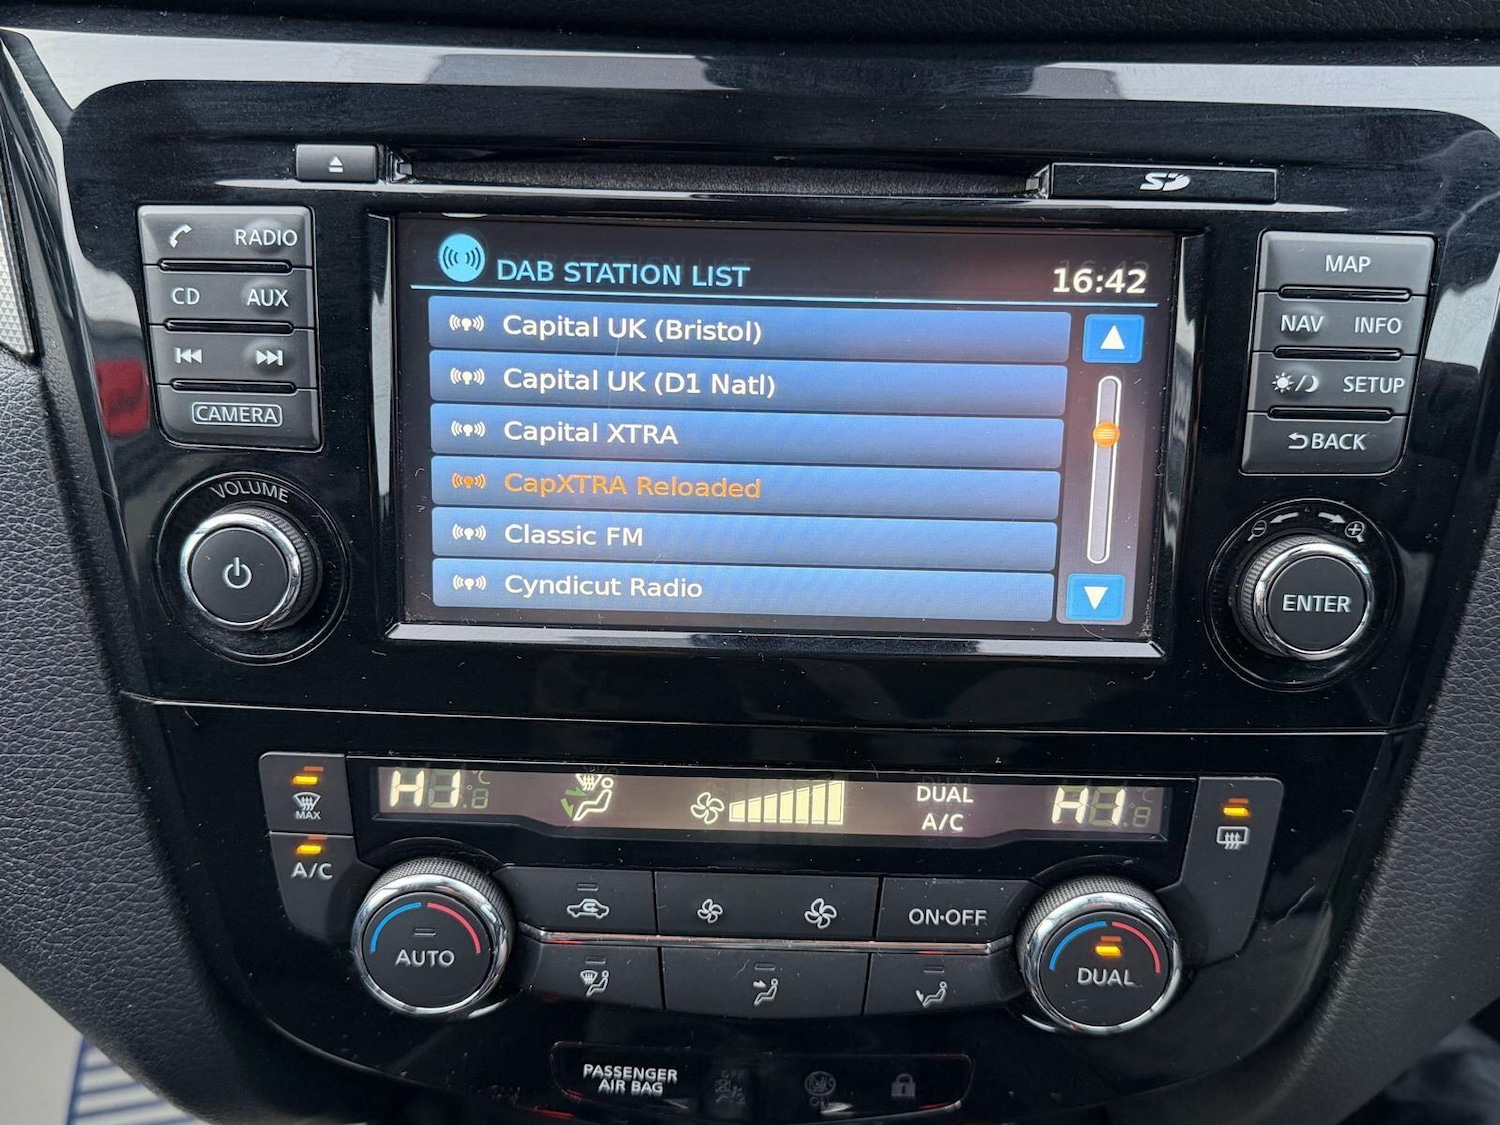 SD
RADIO
CD AUX
CAMERA
VOLUME
DAB STATION LIST 16:42
Capital UK (Bristol)
Capital UK (D1 Natl)
Capital XTRA
CapXTRA Reloaded
Classic FM
Cyndicut Radio
MAP
NAV INFO
SETUP
BACK
ENTER
MAX
A/C
HI
DUAL
A/C
HI
AUTO
ON·OFF
DUAL
PASSENGER
AIR BAG